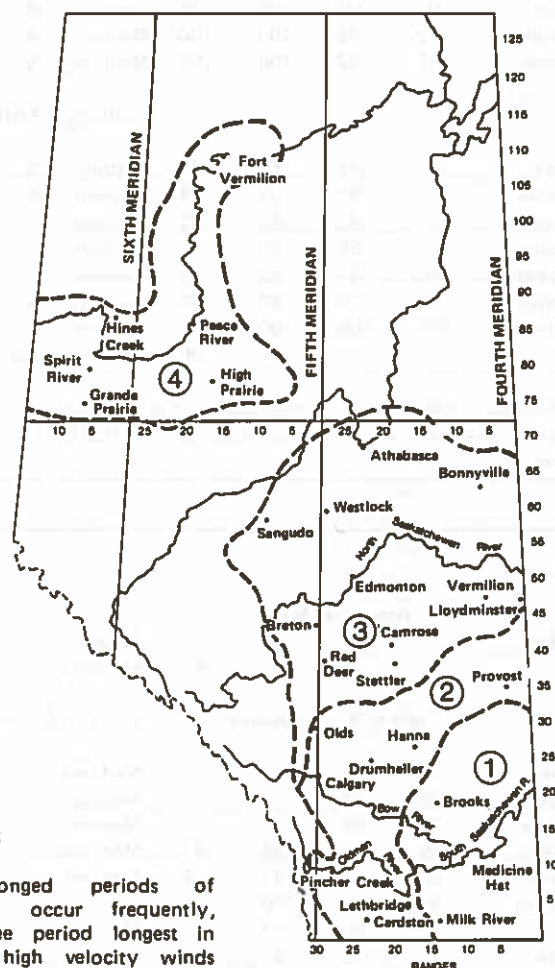 125
120
115
110
105
100
95
90
85
80
75
70
65
60
55
50
45
40
35
30
25
20
15
10
5
SIXTH MERIDIAN
FIFTH MERIDIAN
FOURTH MERIDIAN
Fort
Vermilion
Hines
Creek
Peace
River
Spirit
River
4
High
Prairie
Granda
Prairie
10 5 25 20 15 10 5 25 20 15 10 5
Athabasca
Bonnyville
Westlock
Sangudo
North Saskatchewan River
Edmonton
Vermilion
Lloydminster
Breton
3
Camrose
Red
Deer
Stettler
2
Provost
Olds
Hanna
Drumheller
1
Calgary
Brooks
Bow River
South Saskatchewan R.
Oldman River
Pincher Creek
Medicine
Hat
Lethbridge
Cardston
Milk River
30 25 20 15 10 5
RANGES
onged periods of
occur frequently,
ee period longest in
high velocity winds